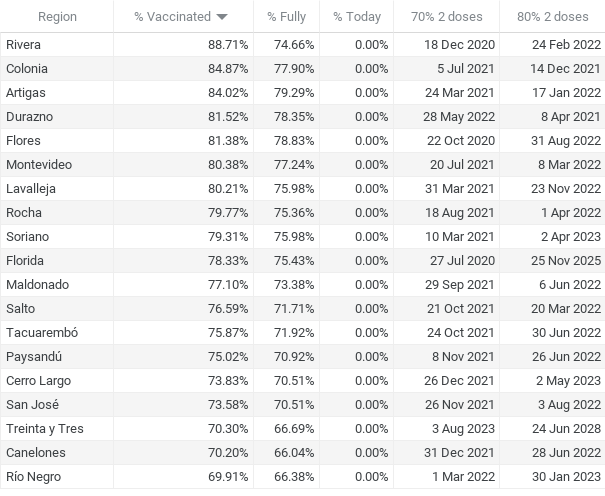 Region % Vaccinated % Fully % Today 70% 2 doses 80% 2 doses
Rivera 88.71% 74.66% 0.00% 18 Dec 2020 24 Feb 2022
Colonia 84.87% 77.90% 0.00% 5 Jul 2021 14 Dec 2021
Artigas 84.02% 79.29% 0.00% 24 Mar 2021 17 Jan 2022
Durazno 81.52% 78.35% 0.00% 28 May 2022 8 Apr 2021
Flores 81.38% 78.83% 0.00% 22 Oct 2020 31 Aug 2022
Montevideo 80.38% 77.24% 0.00% 20 Jul 2021 8 Mar 2022
Lavalleja 80.21% 75.98% 0.00% 31 Mar 2021 23 Nov 2022
Rocha 79.77% 75.36% 0.00% 18 Aug 2021 1 Apr 2022
Soriano 79.31% 75.98% 0.00% 10 Mar 2021 2 Apr 2023
Florida 78.33% 75.43% 0.00% 27 Jul 2020 25 Nov 2025
Maldonado 77.10% 73.38% 0.00% 29 Sep 2021 6 Jun 2022
Salto 76.59% 71.71% 0.00% 21 Oct 2021 20 Mar 2022
Tacuarembó 75.87% 71.92% 0.00% 24 Oct 2021 30 Jun 2022
Paysandú 75.02% 70.92% 0.00% 8 Nov 2021 26 Jun 2022
Cerro Largo 73.83% 70.51% 0.00% 26 Dec 2021 2 May 2023
San José 73.58% 70.51% 0.00% 26 Nov 2021 3 Aug 2022
Treinta y Tres 70.30% 66.69% 0.00% 3 Aug 2023 24 Jun 2028
Canelones 70.20% 66.04% 0.00% 31 Dec 2021 28 Jun 2022
Río Negro 69.91% 66.38% 0.00% 1 Mar 2022 30 Jan 2023